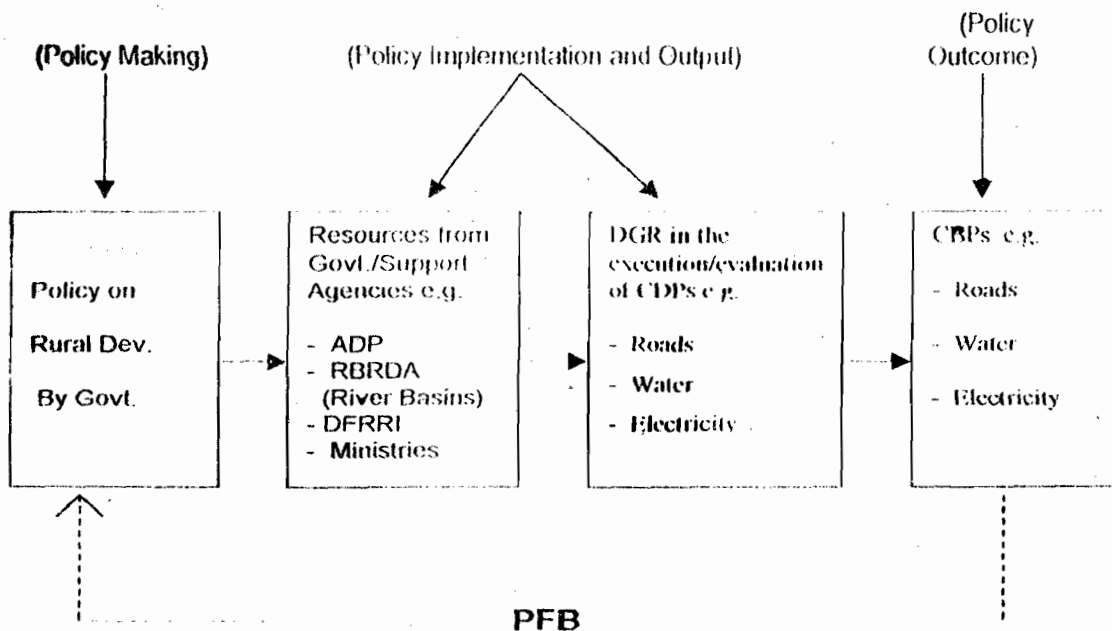 (Policy Making)
(Policy Implementation and Output)
(Policy
Outcome)
Policy on
Rural Dev.
By Govt.
Resources from
Govt./Support
Agencies e.g.
- ADP
- RBRDA
(River Basins)
- DFRRI
- Ministries
DGR in the
execution/evaluation
of CDPs e.g.
- Roads
- Water
- Electricity
CBPs e.g.
- Roads
- Water
- Electricity
PFB